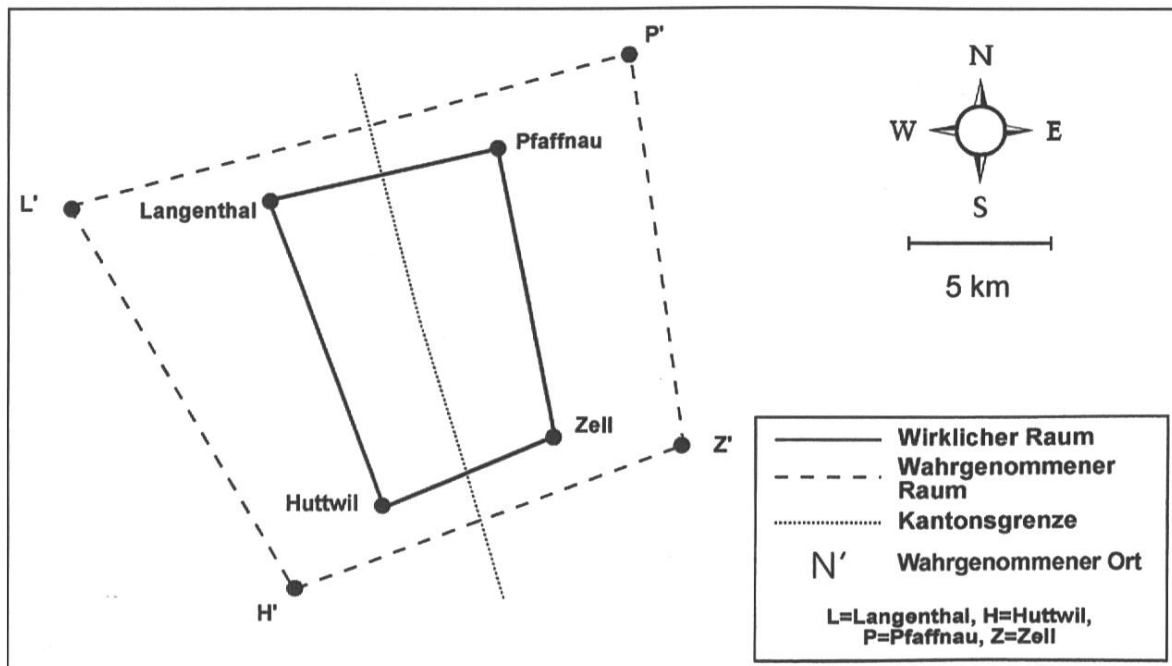 P'
N
Pfaffnau
W
E
L'
Langenthal
S
5 km
Zell
Z'
Huttwil
H'
Wirklicher Raum
Wahrgenommener
Raum
Kantonsgrenze
N' Wahrgenommener Ort
L=Langenthal, H=Huttwil,
P=Pfaffnau, Z=Zell